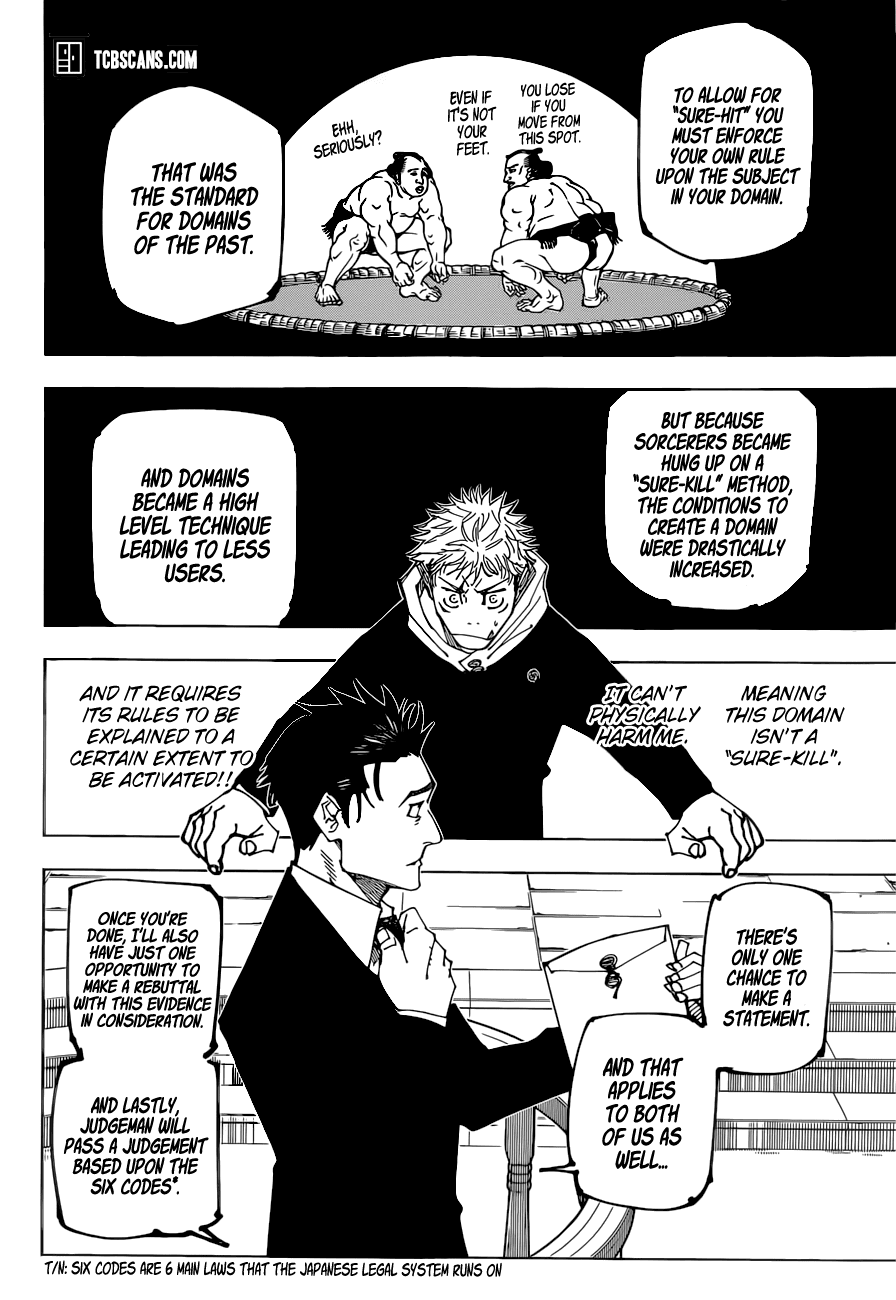 TCBSCANS.COM
TO ALLOW FOR
"SURE-HIT" YOU
MUST ENFORCE
YOUR OWN RULE
UPON THE SUBJECT
IN YOUR DOMAIN.
YOU LOSE
IF YOU
MOVE FROM
THIS SPOT.
EVEN IF
IT'S NOT
YOUR
FEET.
EHH,
SERIOUSLY?
THAT WAS
THE STANDARD
FOR DOMAINS
OF THE PAST.
BUT BECAUSE
SORCERERS BECAME
HUNG UP ON A
"SURE-KILL" METHOD,
THE CONDITIONS TO
CREATE A DOMAIN
WERE DRASTICALLY
INCREASED.
AND DOMAINS
BECAME A HIGH
LEVEL TECHNIQUE
LEADING TO LESS
USERS.
MEANING
THIS DOMAIN
ISN'T A
"SURE-KILL".
IT CAN'T
PHYSICALLY
HARM ME.
AND IT REQUIRES
ITS RULES TO BE
EXPLAINED TO A
CERTAIN EXTENT TO
BE ACTIVATED!!
THERE'S
ONLY ONE
CHANCE TO
MAKE A
STATEMENT.
AND THAT
APPLIES
TO BOTH
OF US AS
WELL...
ONCE YOU'RE
DONE, I'LL ALSO
HAVE JUST ONE
OPPORTUNITY TO
MAKE A REBUTTAL
WITH THIS EVIDENCE
IN CONSIDERATION.
AND LASTLY,
JUDGEMAN WILL
PASS A JUDGEMENT
BASED UPON THE
SIX CODES*.
T/N: SIX CODES ARE 6 MAIN LAWS THAT THE JAPANESE LEGAL SYSTEM RUNS ON